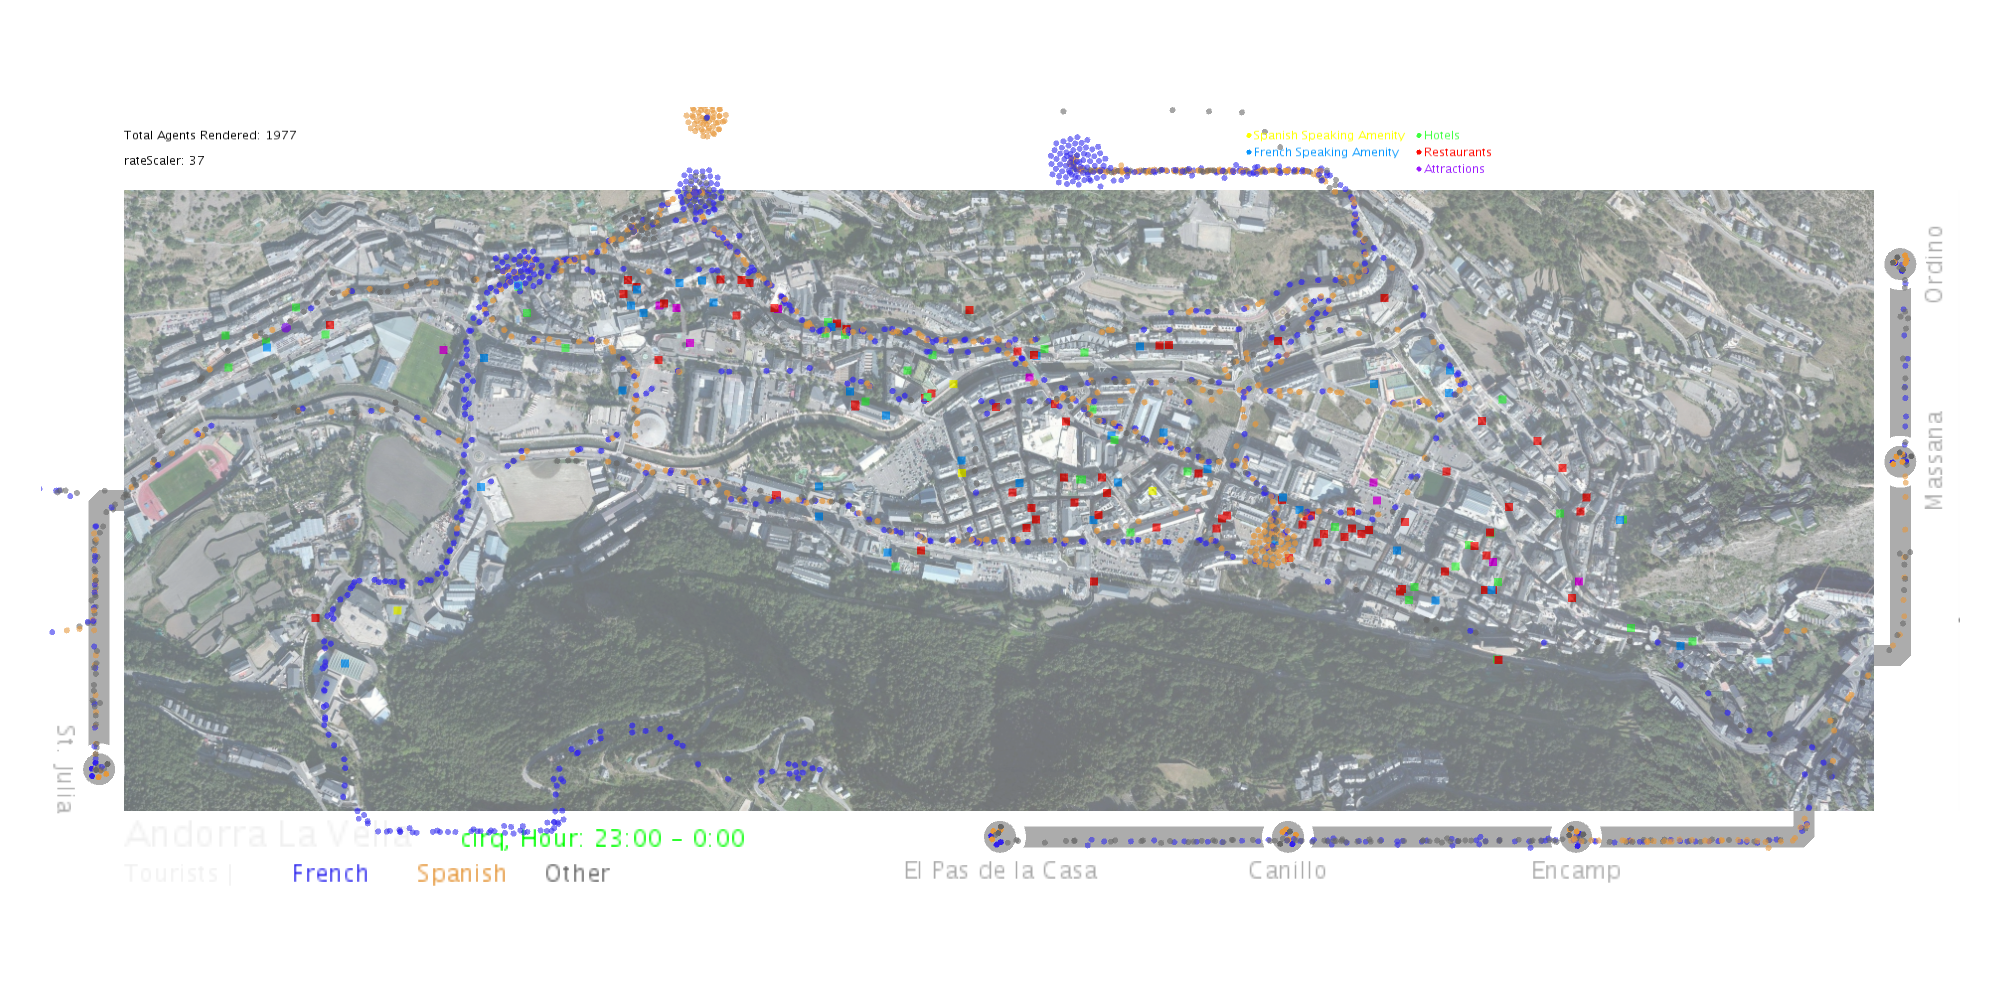 Total Agents Rendered: 1977
rateScaler: 37
Spanish Speaking Amenity
French Speaking Amenity
Hotels
Restaurants
Attractions
Ordino
Massana
St. Julia
Andorra La Vella
cirq, Hour: 23:00 - 0:00
Tourists | French Spanish Other
El Pas de la Casa
Canillo
Encamp